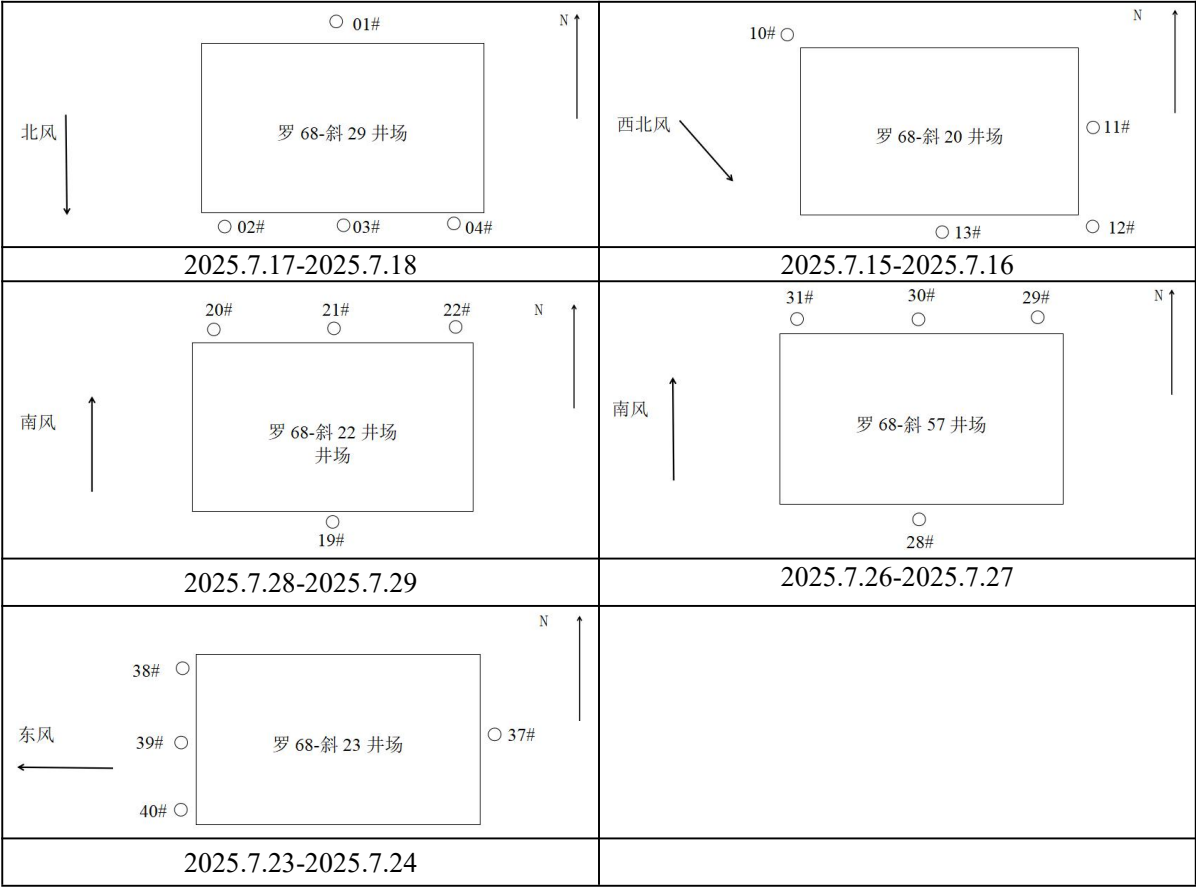 01#
N
北风
罗 68-斜 29 井场
02#
03#
04#
2025.7.17-2025.7.18
N
10#
西北风
罗 68-斜 20 井场
11#
12#
13#
2025.7.15-2025.7.16
20#
21#
22#
N
南风
罗 68-斜 22 井场
井场
19#
2025.7.28-2025.7.29
31#
30#
29#
N
南风
罗 68-斜 57 井场
28#
2025.7.26-2025.7.27
N
38#
东风
39#
罗 68-斜 23 井场
37#
40#
2025.7.23-2025.7.24